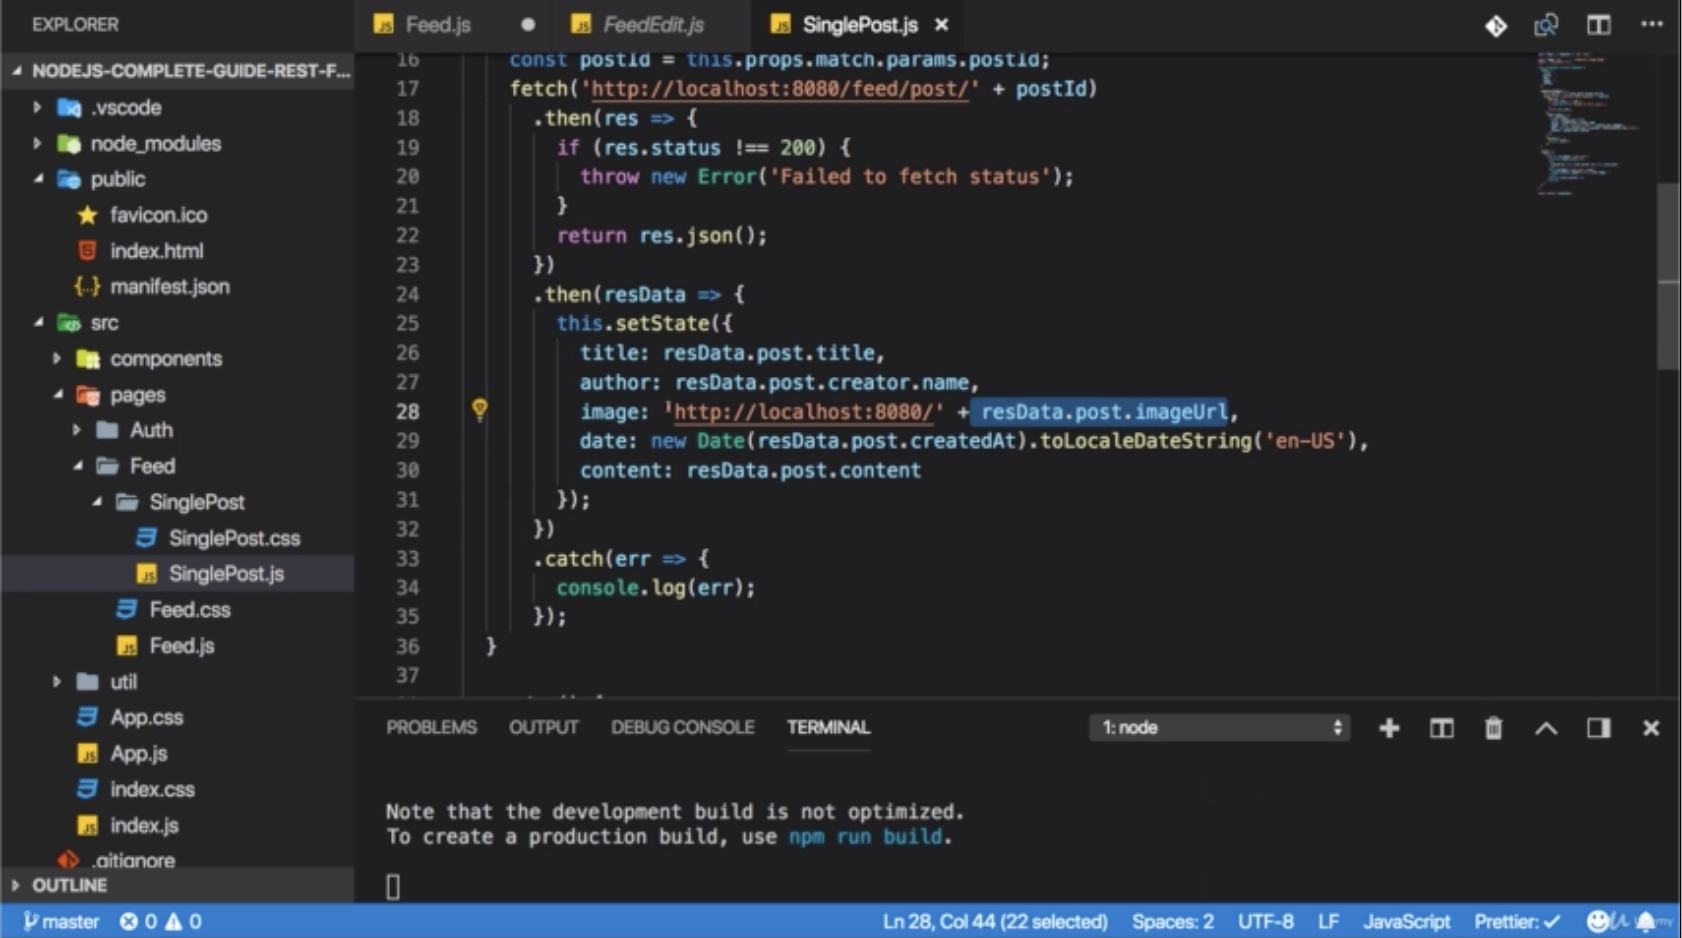 EXPLORER
Feed.js
FeedEdit.js
SinglePost.js
NODEJS-COMPLETE-GUIDE-REST-F...
.vscode
node_modules
public
favicon.ico
index.html
manifest.json
src
components
pages
Auth
Feed
SinglePost
SinglePost.css
SinglePost.js
Feed.css
Feed.js
util
App.css
App.js
index.css
index.js
.gitignore
OUTLINE
16 const postId = this.props.match.params.postId;
17 fetch('http://localhost:8080/feed/post/' + postId)
18 .then(res => {
19 if (res.status !== 200) {
20 throw new Error('Failed to fetch status');
21 }
22 return res.json();
23 })
24 .then(resData => {
25 this.setState({
26 title: resData.post.title,
27 author: resData.post.creator.name,
28 image: 'http://localhost:8080/' + resData.post.imageUrl,
29 date: new Date(resData.post.createdAt).toLocaleDateString('en-US'),
30 content: resData.post.content
31 });
32 })
33 .catch(err => {
34 console.log(err);
35 });
36 }
37
PROBLEMS OUTPUT DEBUG CONSOLE TERMINAL 1: node
Note that the development build is not optimized.
To create a production build, use npm run build.
master 0 0 Ln 28, Col 44 (22 selected) Spaces: 2 UTF-8 LF JavaScript Prettier: ✓